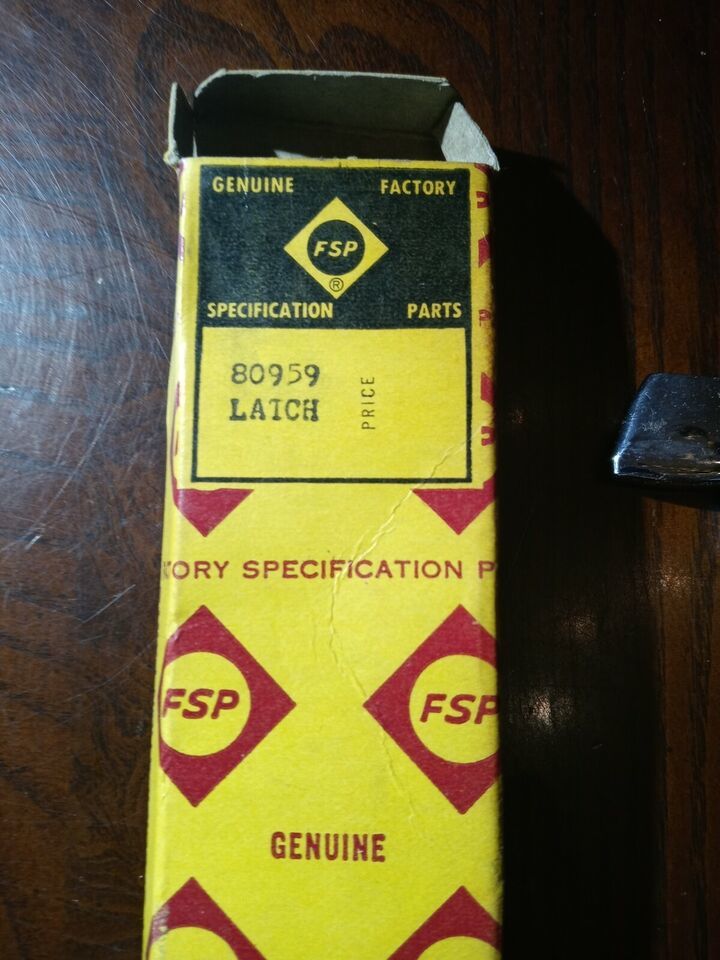 GENUINE FACTORY
FSP
®
SPECIFICATION PARTS
80959
LATCH
PRICE
ORY SPECIFICATION P
FSP FSP
GENUINE